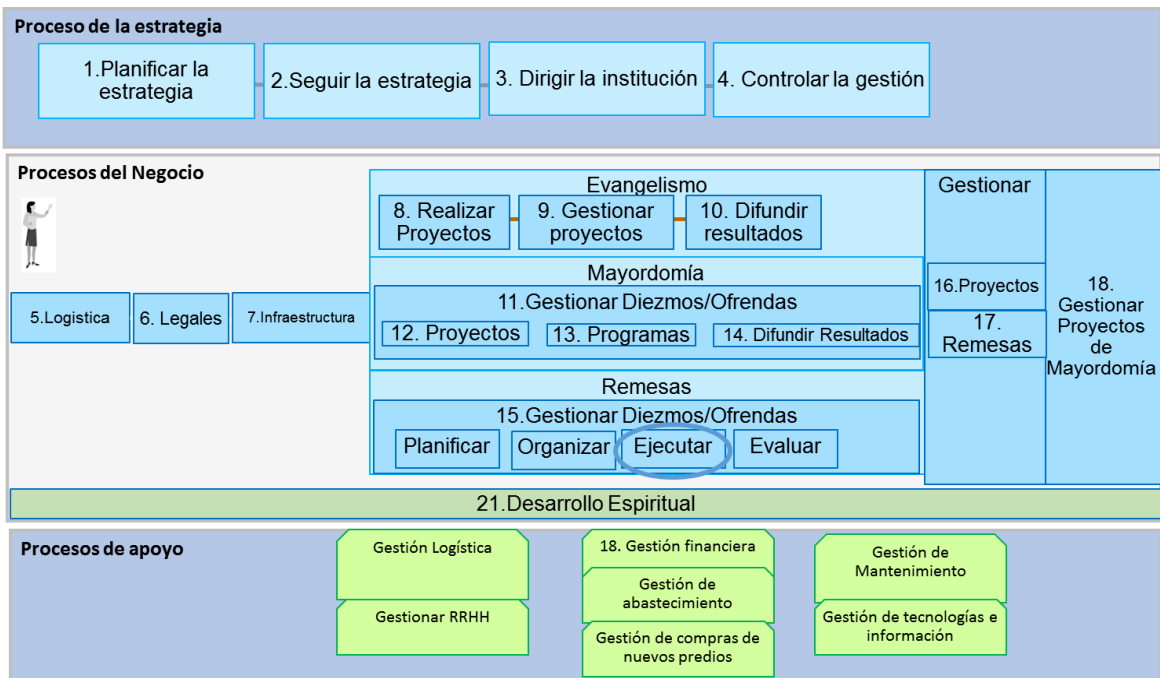 Proceso de la estrategia
1.Planificar la
estrategia
2.Seguir la estrategia
3. Dirigir la institución
4. Controlar la gestión
Procesos del Negocio
5.Logistica
6. Legales
7.Infraestructura
Evangelismo
8. Realizar
Proyectos
9. Gestionar
proyectos
10. Difundir
resultados
Mayordomía
11.Gestionar Diezmos/Ofrendas
12. Proyectos
13. Programas
14. Difundir Resultados
Remesas
15.Gestionar Diezmos/Ofrendas
Planificar
Organizar
Ejecutar
Evaluar
Gestionar
16.Proyectos
17.
Remesas
18.
Gestionar
Proyectos
de
Mayordomía
21.Desarrollo Espiritual
Procesos de apoyo
Gestión Logística
Gestionar RRHH
18. Gestión financiera
Gestión de
abastecimiento
Gestión de compras de
nuevos predios
Gestión de
Mantenimiento
Gestión de tecnologías e
información